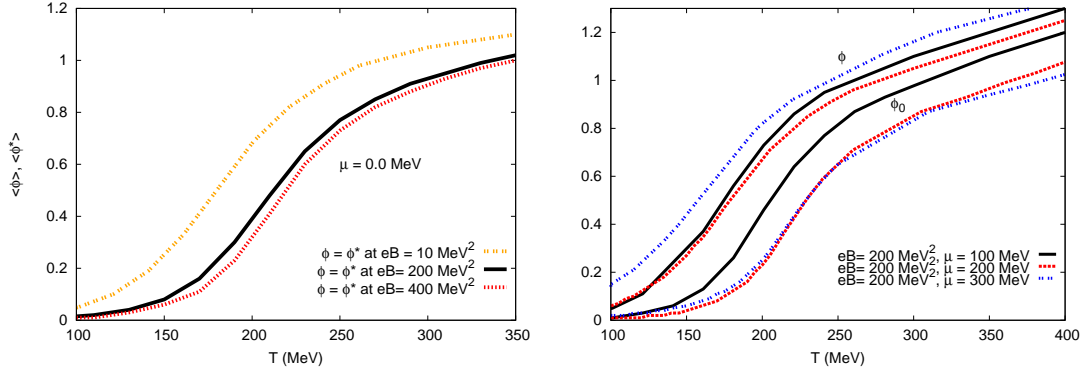 <ϕ>, <ϕ*>
1.2
1
0.8
0.6
0.4
0.2
0
μ = 0.0 MeV
ϕ = ϕ* at eB = 10 MeV²
ϕ = ϕ* at eB= 200 MeV²
ϕ = ϕ* at eB= 400 MeV²
100 150 200 250 300 350
T (MeV)
1.2
1
0.8
0.6
0.4
0.2
0
ϕ
ϕ₀
eB= 200 MeV², μ = 100 MeV
eB= 200 MeV², μ = 200 MeV
eB= 200 MeV², μ = 300 MeV
100 150 200 250 300 350 400
T (MeV)